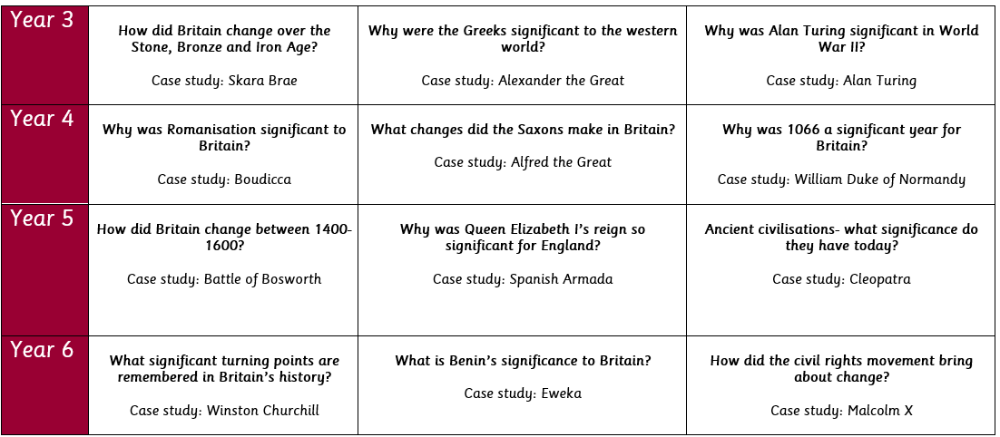 Year 3
How did Britain change over the
Stone, Bronze and Iron Age?
Case study: Skara Brae
Why were the Greeks significant to the western
world?
Case study: Alexander the Great
Why was Alan Turing significant in World
War II?
Case study: Alan Turing
Year 4
Why was Romanisation significant to
Britain?
Case study: Boudicca
What changes did the Saxons make in Britain?
Case study: Alfred the Great
Why was 1066 a significant year for
Britain?
Case study: William Duke of Normandy
Year 5
How did Britain change between 1400-
1600?
Case study: Battle of Bosworth
Why was Queen Elizabeth I’s reign so
significant for England?
Case study: Spanish Armada
Ancient civilisations- what significance do
they have today?
Case study: Cleopatra
Year 6
What significant turning points are
remembered in Britain’s history?
Case study: Winston Churchill
What is Benin’s significance to Britain?
Case study: Eweka
How did the civil rights movement bring
about change?
Case study: Malcolm X